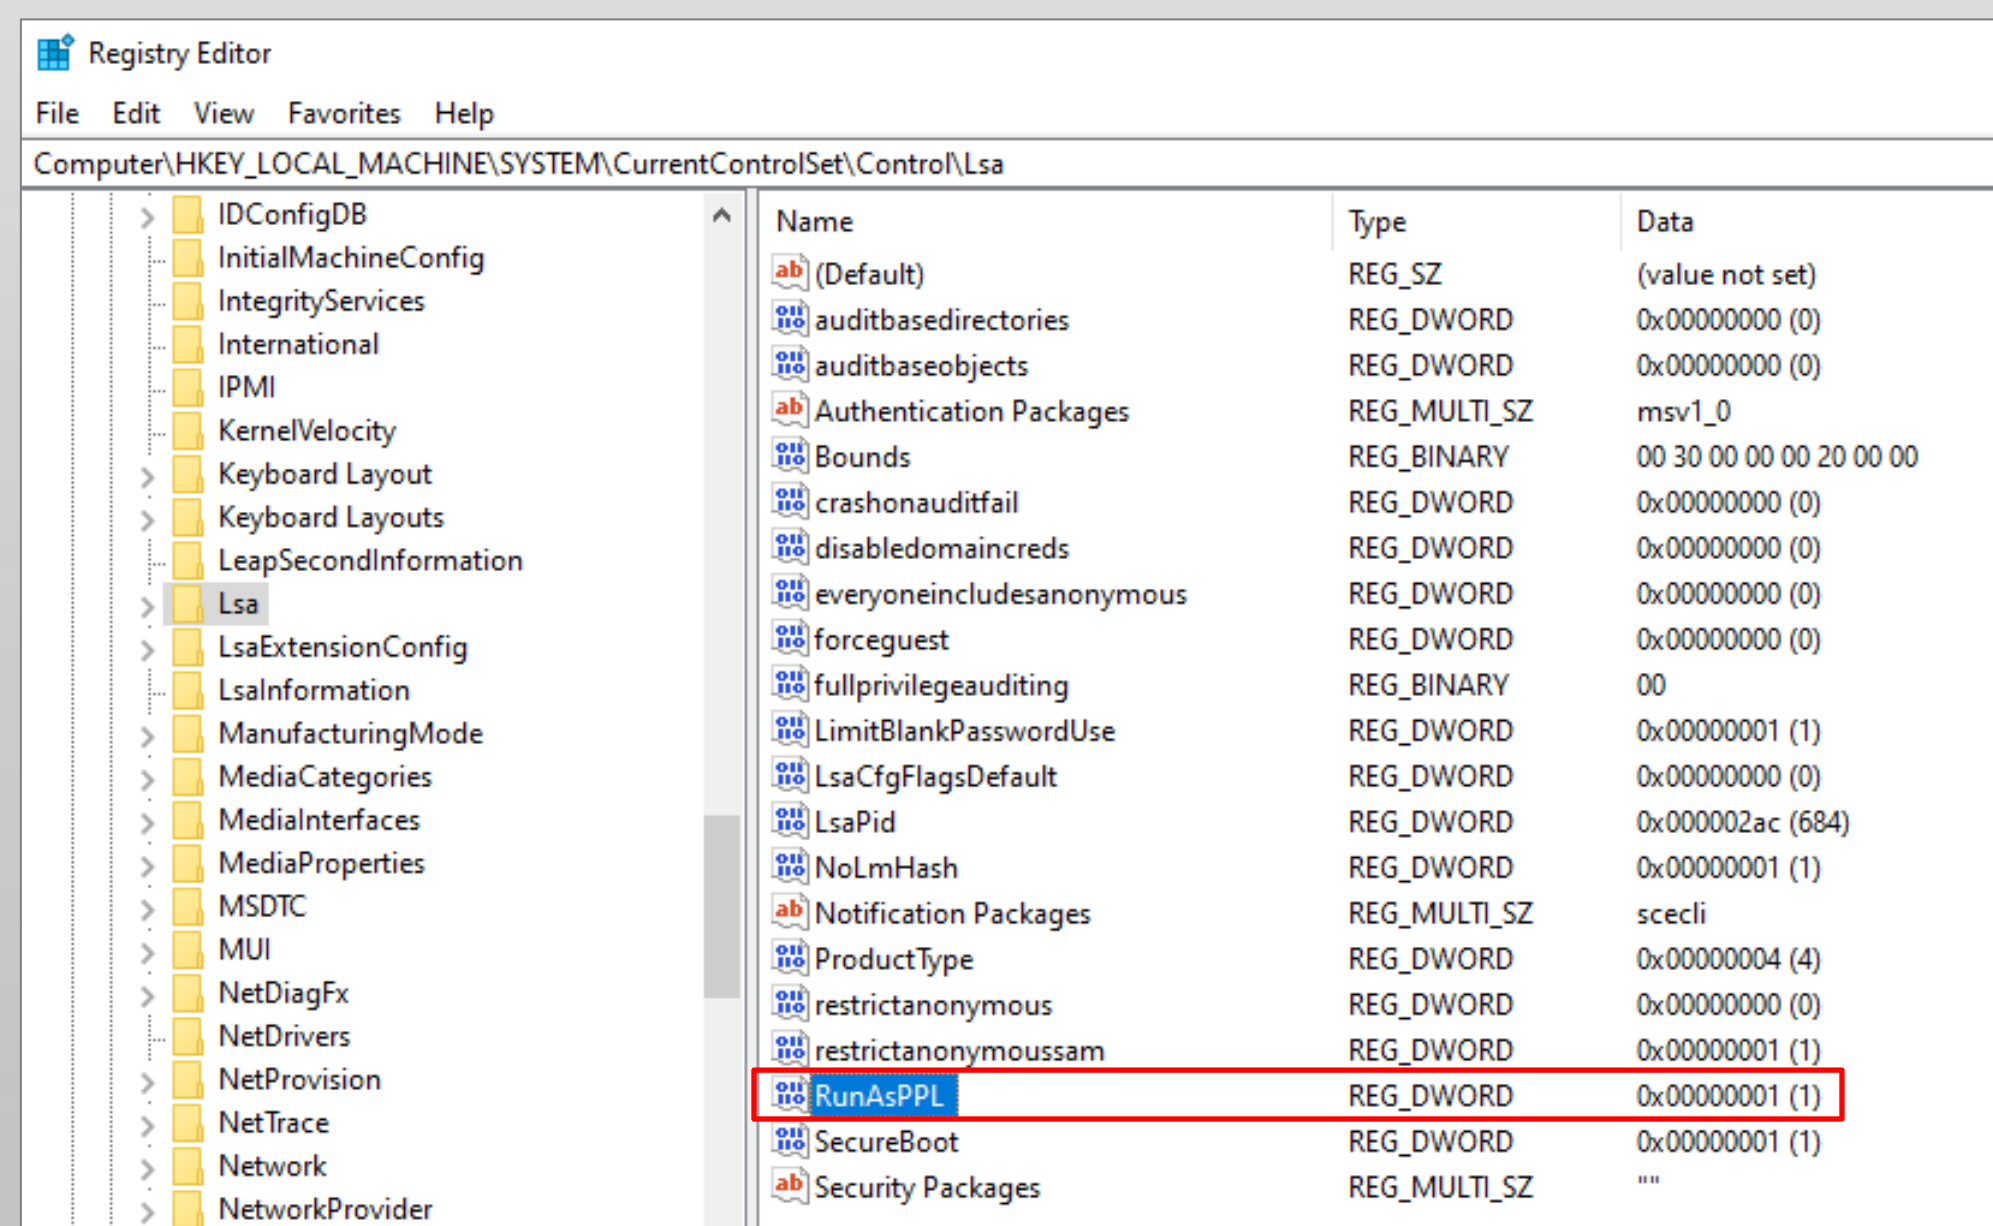 Registry Editor
File Edit View Favorites Help
Computer\HKEY_LOCAL_MACHINE\SYSTEM\CurrentControlSet\Control\Lsa
IDConfigDB
InitialMachineConfig
IntegrityServices
International
IPMI
KernelVelocity
Keyboard Layout
Keyboard Layouts
LeapSecondInformation
Lsa
LsaExtensionConfig
LsaInformation
ManufacturingMode
MediaCategories
MediaInterfaces
MediaProperties
MSDTC
MUI
NetDiagFx
NetDrivers
NetProvision
NetTrace
Network
NetworkProvider
Name Type Data
(Default) REG_SZ (value not set)
auditbasedirectories REG_DWORD 0x00000000 (0)
auditbaseobjects REG_DWORD 0x00000000 (0)
Authentication Packages REG_MULTI_SZ msv1_0
Bounds REG_BINARY 00 30 00 00 00 20 00 00
crashonauditfail REG_DWORD 0x00000000 (0)
disabledomaincreds REG_DWORD 0x00000000 (0)
everyoneincludesanonymous REG_DWORD 0x00000000 (0)
forceguest REG_DWORD 0x00000000 (0)
fullprivilegeauditing REG_BINARY 00
LimitBlankPasswordUse REG_DWORD 0x00000001 (1)
LsaCfgFlagsDefault REG_DWORD 0x00000000 (0)
LsaPid REG_DWORD 0x000002ac (684)
NoLmHash REG_DWORD 0x00000001 (1)
Notification Packages REG_MULTI_SZ scecli
ProductType REG_DWORD 0x00000004 (4)
restrictanonymous REG_DWORD 0x00000000 (0)
restrictanonymoussam REG_DWORD 0x00000001 (1)
RunAsPPL REG_DWORD 0x00000001 (1)
SecureBoot REG_DWORD 0x00000001 (1)
Security Packages REG_MULTI_SZ ""